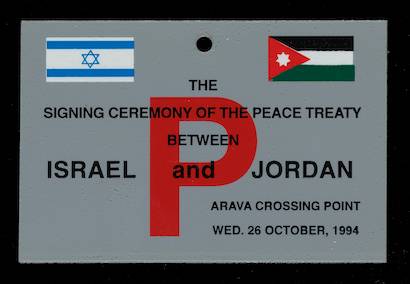 THE
SIGNING CEREMONY OF THE PEACE TREATY
BETWEEN
ISRAEL and JORDAN
P
ARAVA CROSSING POINT
WED. 26 OCTOBER, 1994